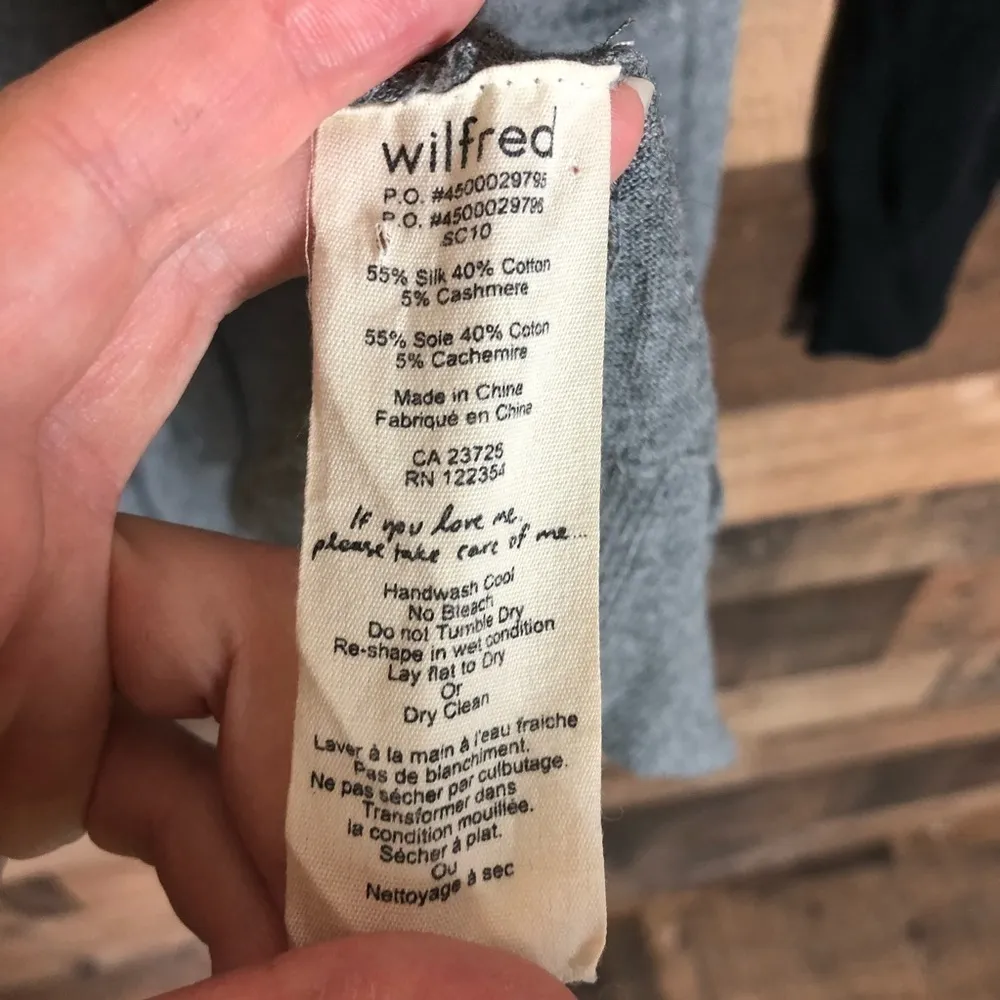 wilfred
P.O. #4500029795
P.O. #4500029796
SC10
55% Silk 40% Cotton
5% Cashmere
55% Soie 40% Coton
5% Cachemire
Made in China
Fabriqué en China
CA 23725
RN 122354
If you love me,
please take care of me...
Handwash Cool
No Bleach
Do not Tumble Dry
Re-shape in wet condition
Lay flat to Dry
Or
Dry Clean
Laver à la main à l'eau fraiche
Pas de blanchiment.
Ne pas sécher par culbutage.
Transformer dans
la condition mouillée.
Sécher à plat.
Ou
Nettoyage à sec